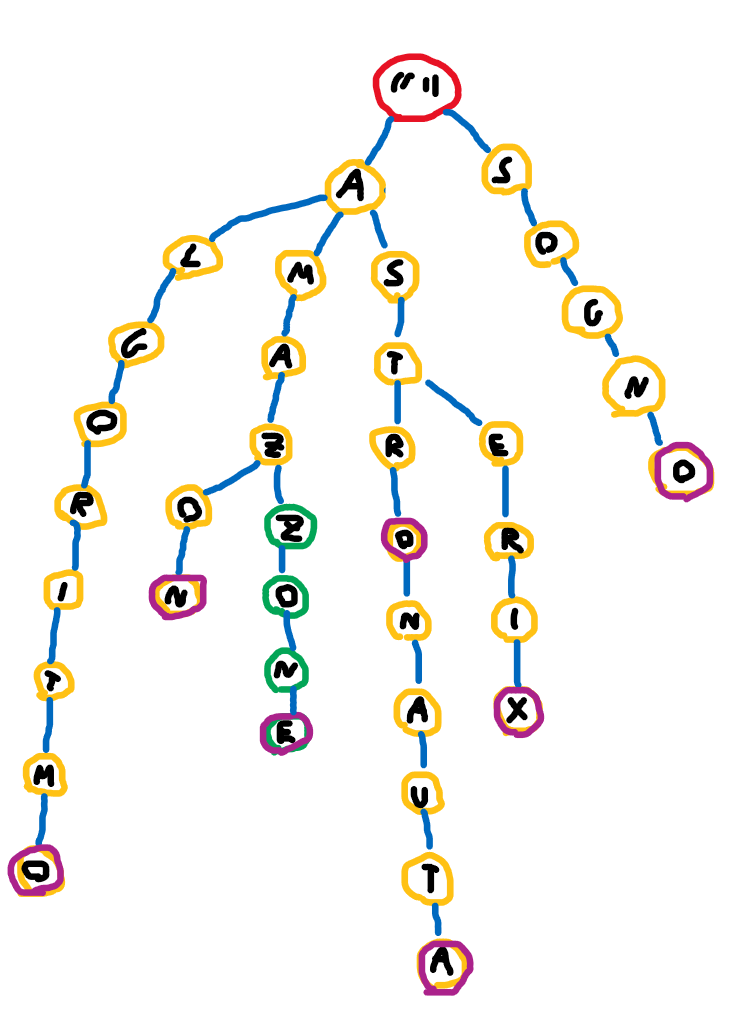 ""
A S
L M S O
G A T G
O Z R E N
R O Z O R O
I N O N I
T N A X
M E U
O T
A